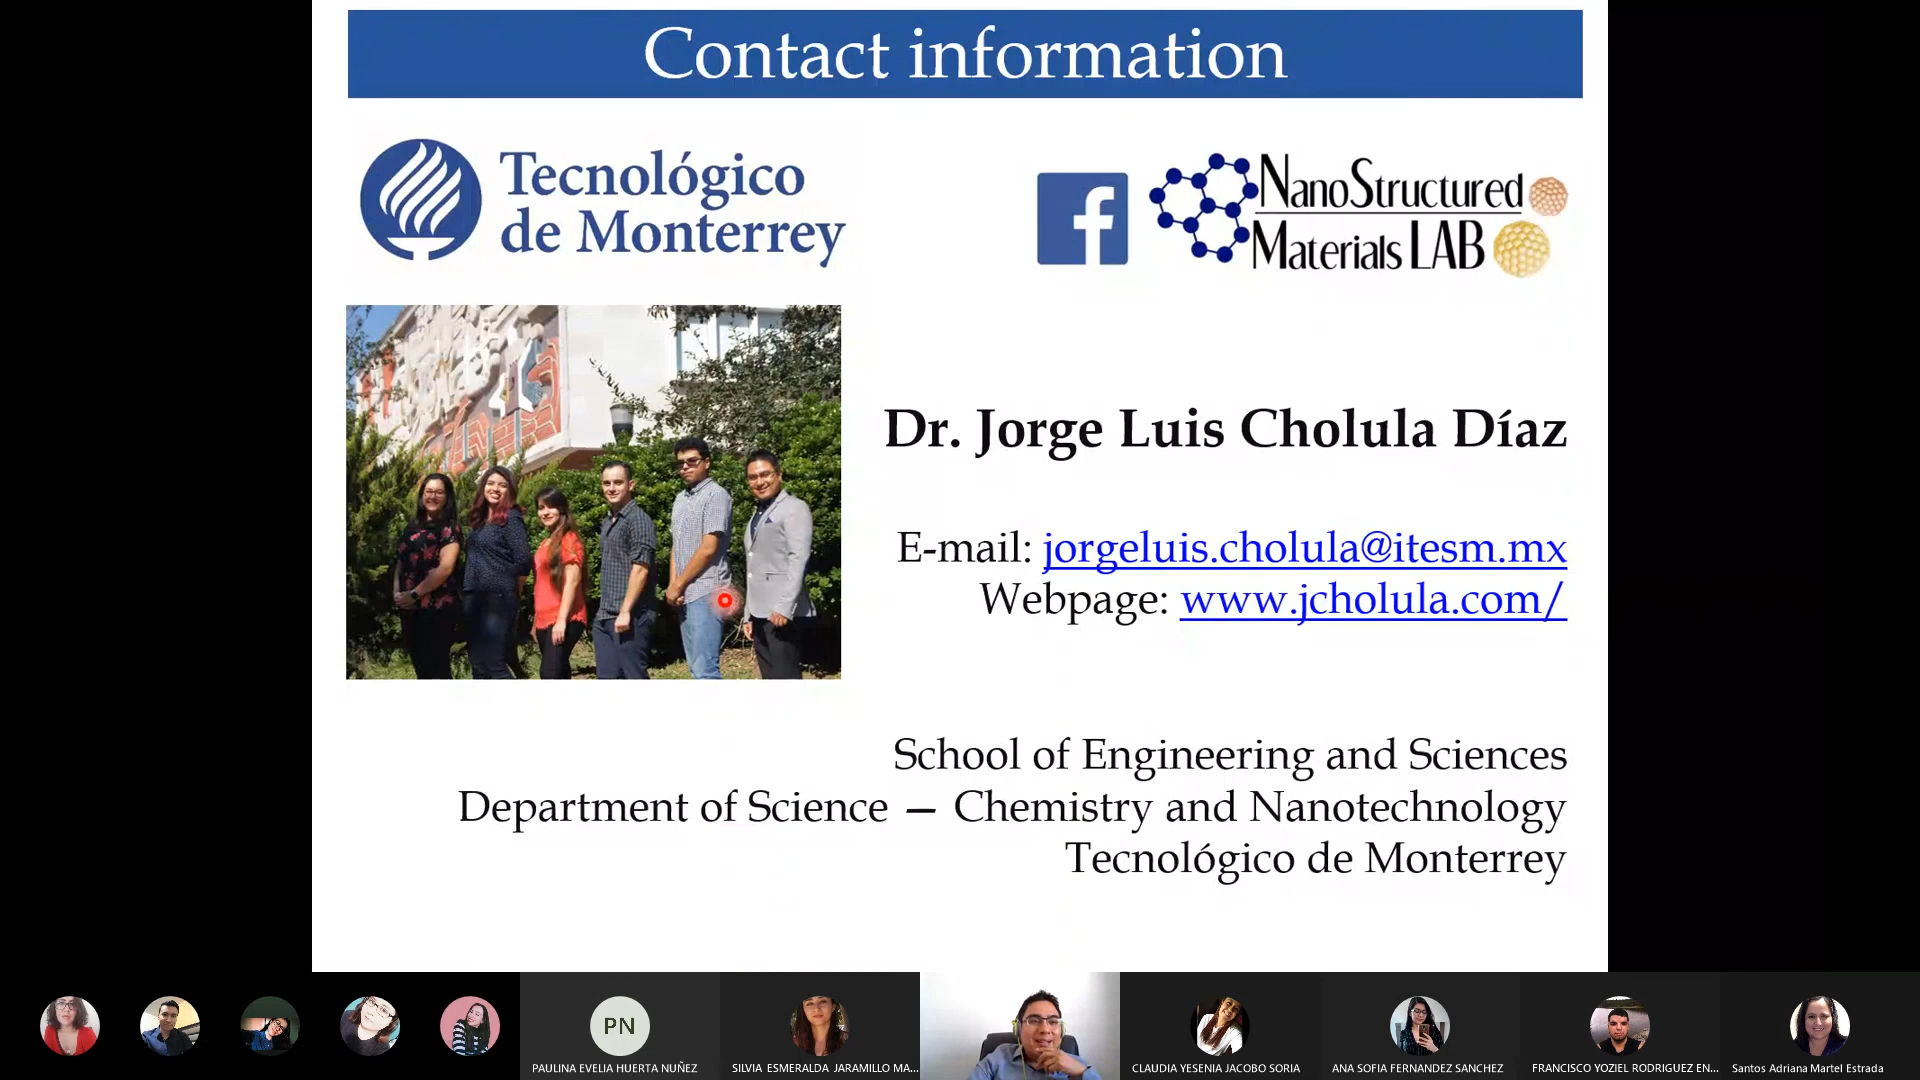 Contact information
Tecnológico
de Monterrey
f
NanoStructured
Materials LAB
Dr. Jorge Luis Cholula Díaz
E-mail: jorgeluis.cholula@itesm.mx
Webpage: www.jcholula.com/
School of Engineering and Sciences
Department of Science — Chemistry and Nanotechnology
Tecnológico de Monterrey
PN
PAULINA EVELIA HUERTA NUÑEZ
SILVIA ESMERALDA JARAMILLO MA...
CLAUDIA YESENIA JACOBO SORIA
ANA SOFIA FERNANDEZ SANCHEZ
FRANCISCO YOZIEL RODRIGUEZ EN...
Santos Adriana Martel Estrada